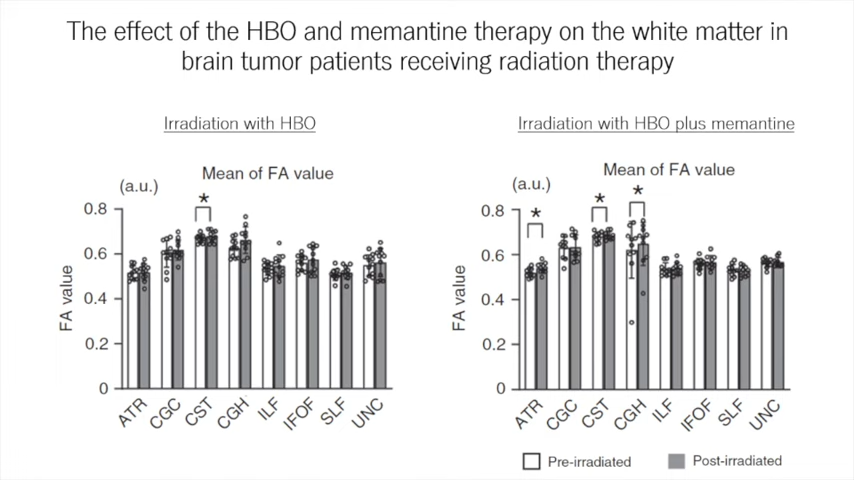 The effect of the HBO and memantine therapy on the white matter in
brain tumor patients receiving radiation therapy
Irradiation with HBO
Mean of FA value
(a.u.)
*
0.8
0.6
0.4
0.2
0
FA value
ATR
CGC
CST
CGH
ILF
IFOF
SLF
UNC
Irradiation with HBO plus memantine
Mean of FA value
(a.u.)
*
*
*
0.8
0.6
0.4
0.2
0
FA value
ATR
CGC
CST
CGH
ILF
IFOF
SLF
UNC
Pre-irradiated
Post-irradiated